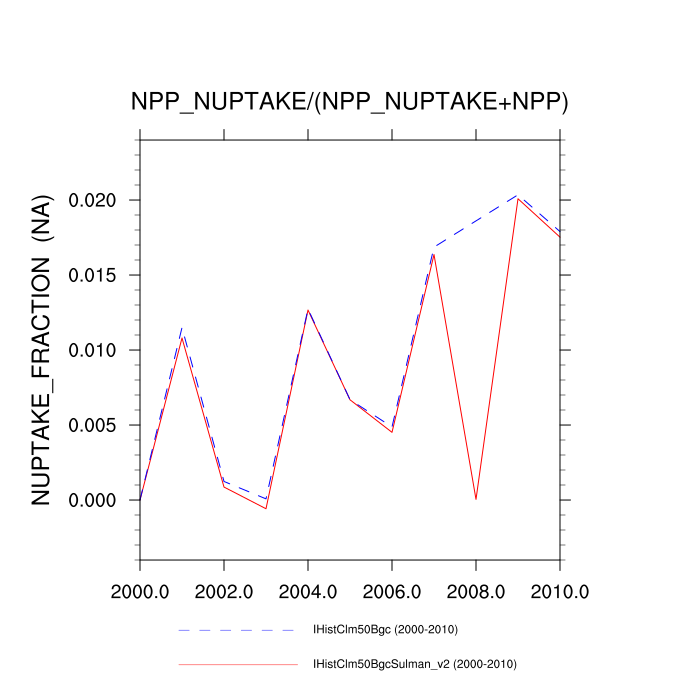 NPP_NUPTAKE/(NPP_NUPTAKE+NPP)
NUPTAKE_FRACTION (NA)
0.020
0.015
0.010
0.005
0.000
2000.0 2002.0 2004.0 2006.0 2008.0 2010.0
IHistClm50Bgc (2000-2010)
IHistClm50BgcSulman_v2 (2000-2010)